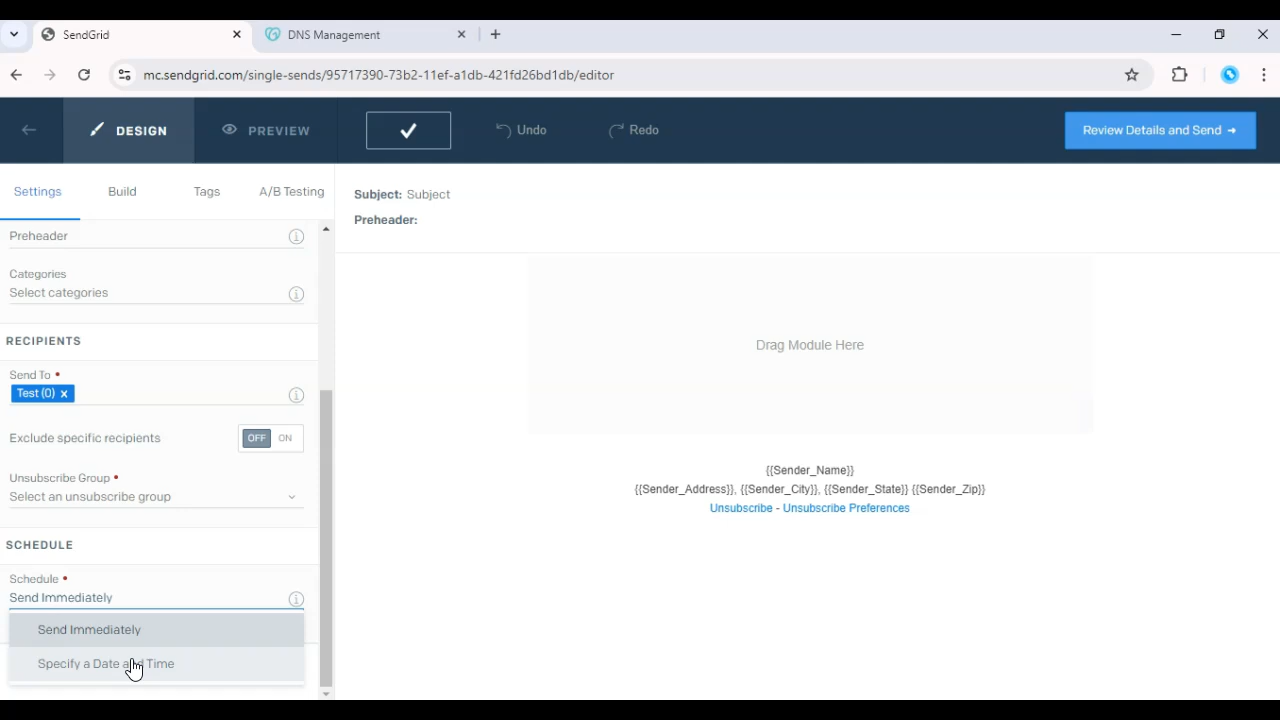 SendGrid
DNS Management
mc.sendgrid.com/single-sends/95717390-73b2-11ef-a1db-421fd26bd1db/editor
DESIGN
PREVIEW
Undo
Redo
Review Details and Send →
Settings
Build
Tags
A/B Testing
Preheader
Categories
Select categories
RECIPIENTS
Send To •
Test (0) x
Exclude specific recipients
OFF ON
Unsubscribe Group •
Select an unsubscribe group
SCHEDULE
Schedule •
Send Immediately
Send Immediately
Specify a Date and Time
Subject: Subject
Preheader:
Drag Module Here
{{Sender_Name}}
{{Sender_Address}}, {{Sender_City}}, {{Sender_State}} {{Sender_Zip}}
Unsubscribe - Unsubscribe Preferences